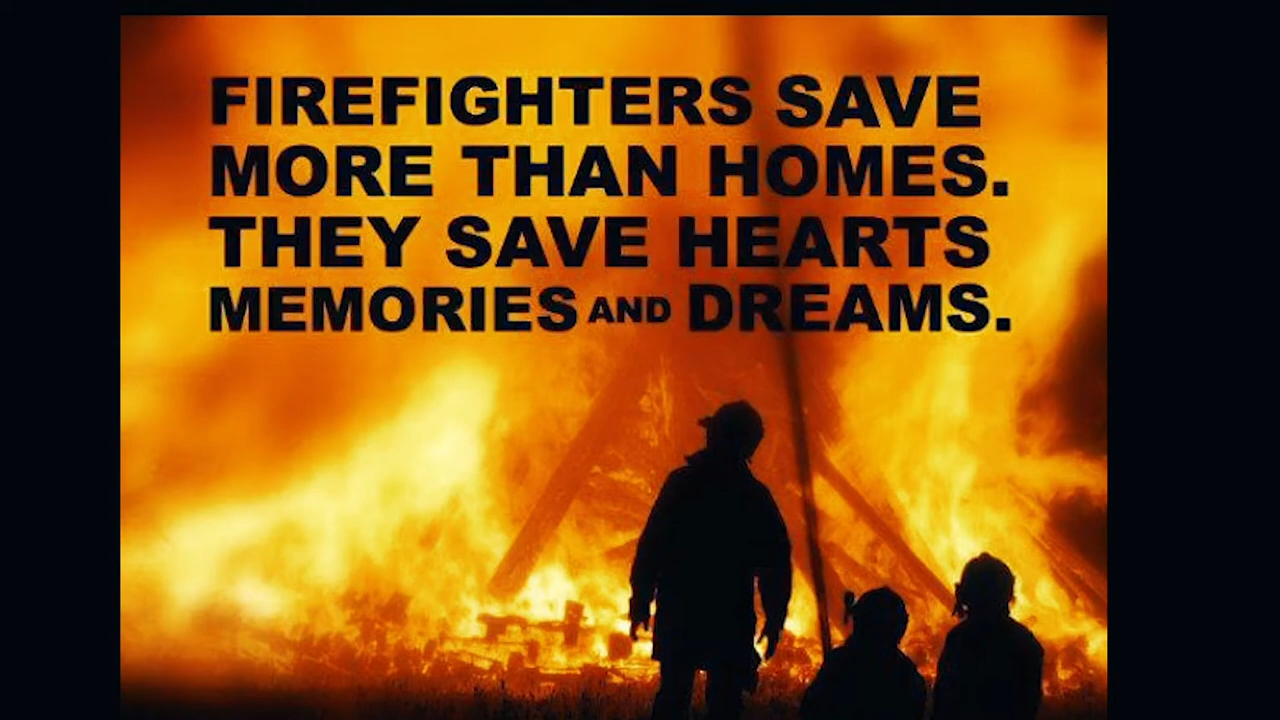 FIREFIGHTERS SAVE
MORE THAN HOMES.
THEY SAVE HEARTS
MEMORIES AND DREAMS.